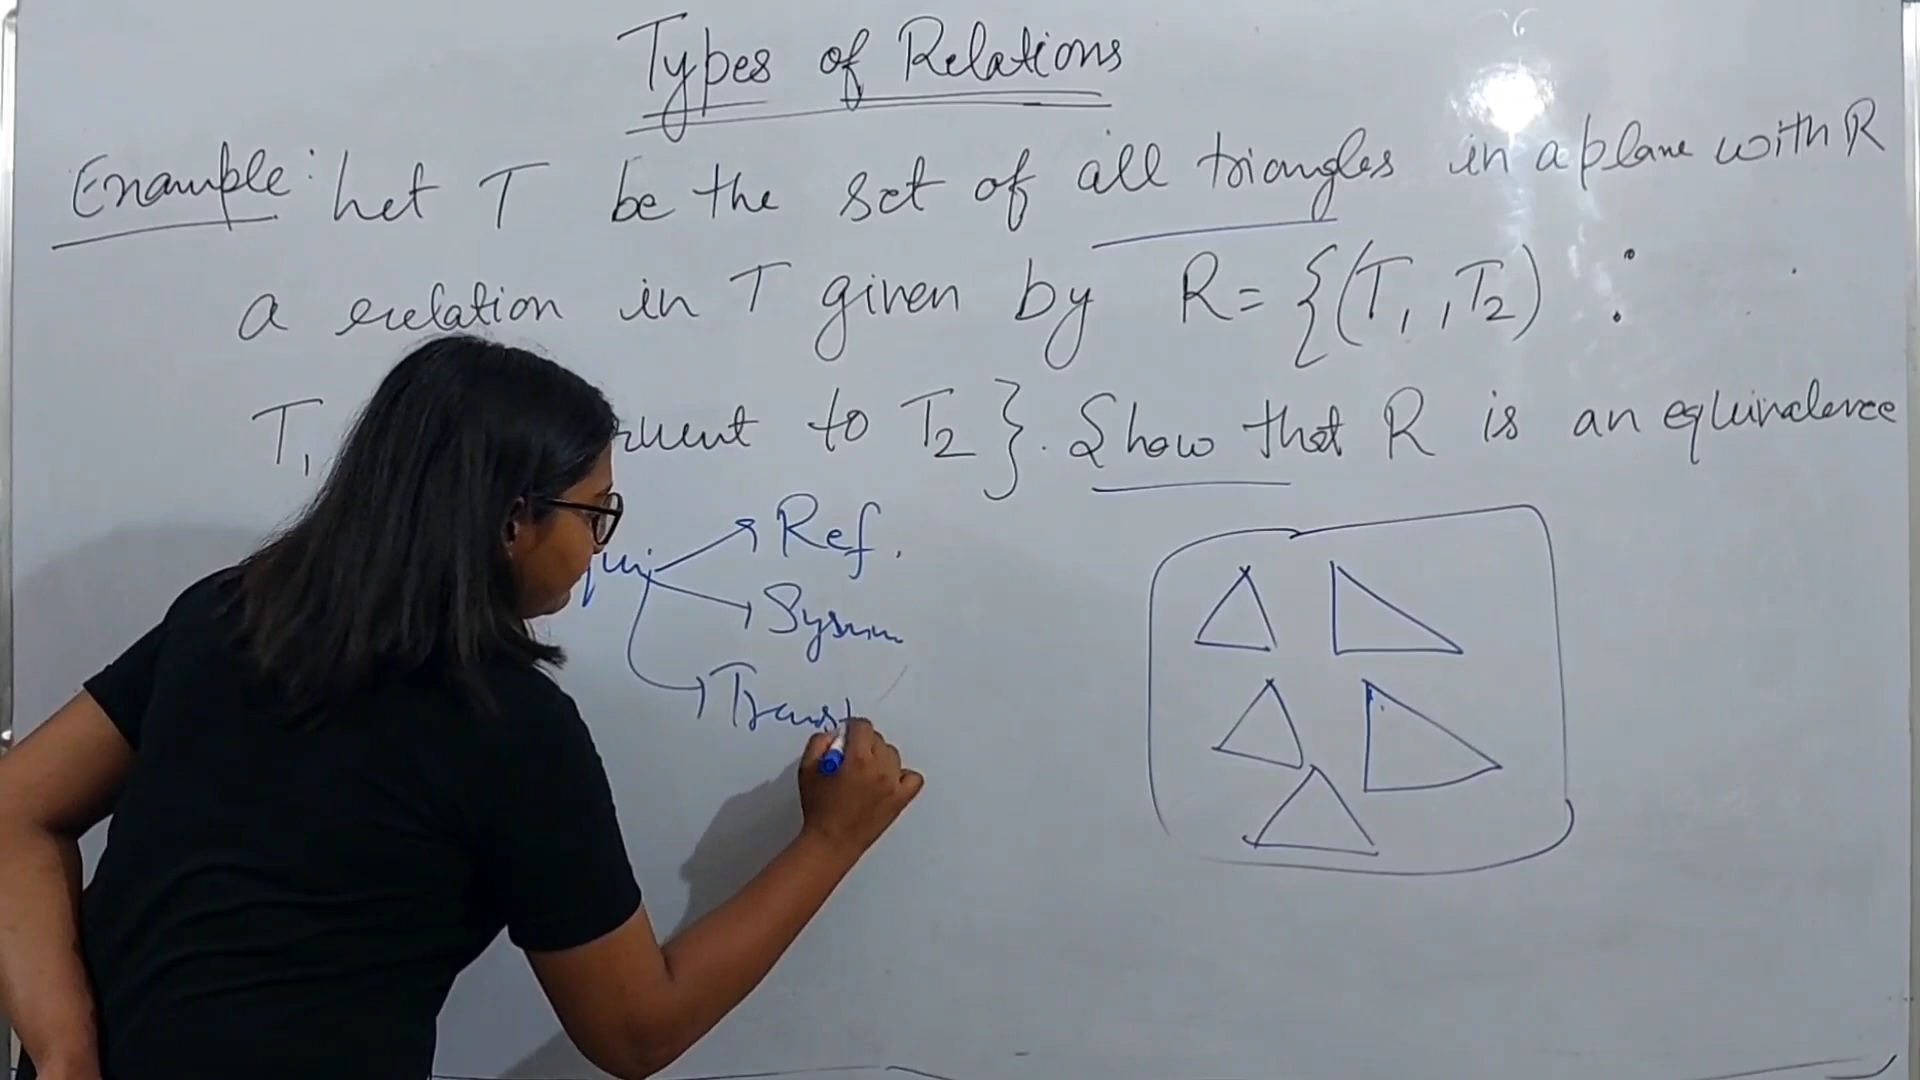 Types of Relations
Example: Let T be the set of all triangles in a plane with R
a relation in T given by R = {(T₁, T₂) :
T₁ to T₂}. Show that R is an equivalence
Ref.
Symm
Trans